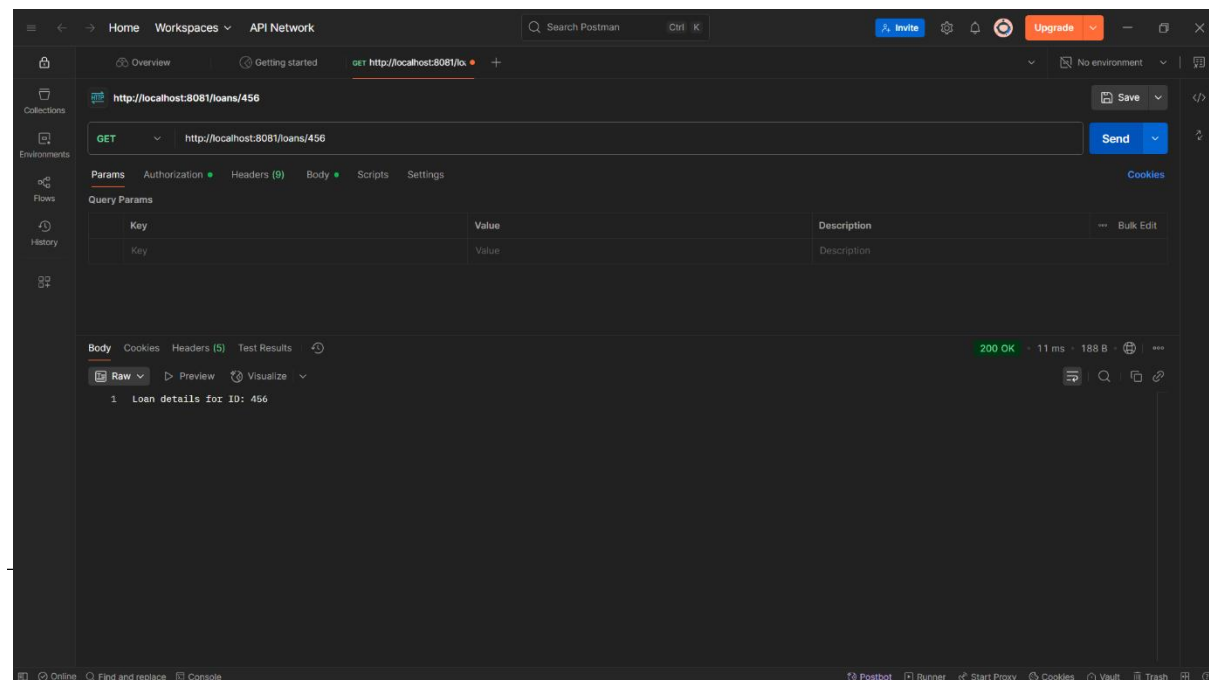 Home Workspaces API Network Search Postman Ctrl K Invite Upgrade
Overview Getting started GET http://localhost:8081/loa No environment
Collections
Environments
Flows
History
http://localhost:8081/loans/456 Save
GET http://localhost:8081/loans/456 Send
Params Authorization Headers (9) Body Scripts Settings Cookies
Query Params
Key Value Description Bulk Edit
Key Value Description
Body Cookies Headers (5) Test Results 200 OK 11 ms 188 B
Raw Preview Visualize
1 Loan details for ID: 456
Online Find and replace Console Postbot Runner Start Proxy Cookies Vault Trash